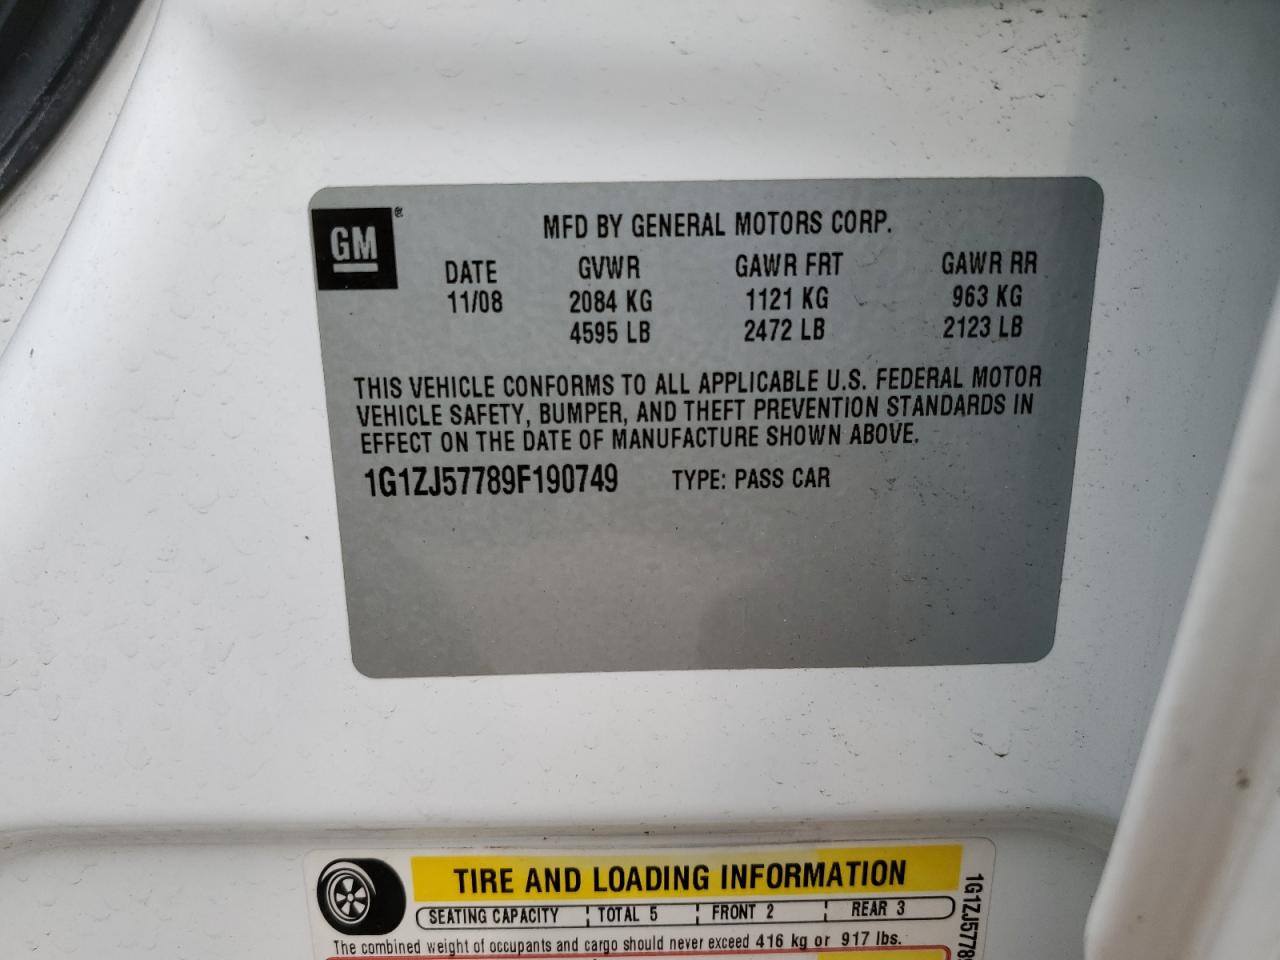 GM®
MFD BY GENERAL MOTORS CORP.
DATE GVWR GAWR FRT GAWR RR
11/08 2084 KG 1121 KG 963 KG
4595 LB 2472 LB 2123 LB
THIS VEHICLE CONFORMS TO ALL APPLICABLE U.S. FEDERAL MOTOR
VEHICLE SAFETY, BUMPER, AND THEFT PREVENTION STANDARDS IN
EFFECT ON THE DATE OF MANUFACTURE SHOWN ABOVE.
1G1ZJ57789F190749 TYPE: PASS CAR
TIRE AND LOADING INFORMATION
SEATING CAPACITY TOTAL 5 FRONT 2 REAR 3
The combined weight of occupants and cargo should never exceed 416 kg or 917 lbs.
1G1ZJ5778